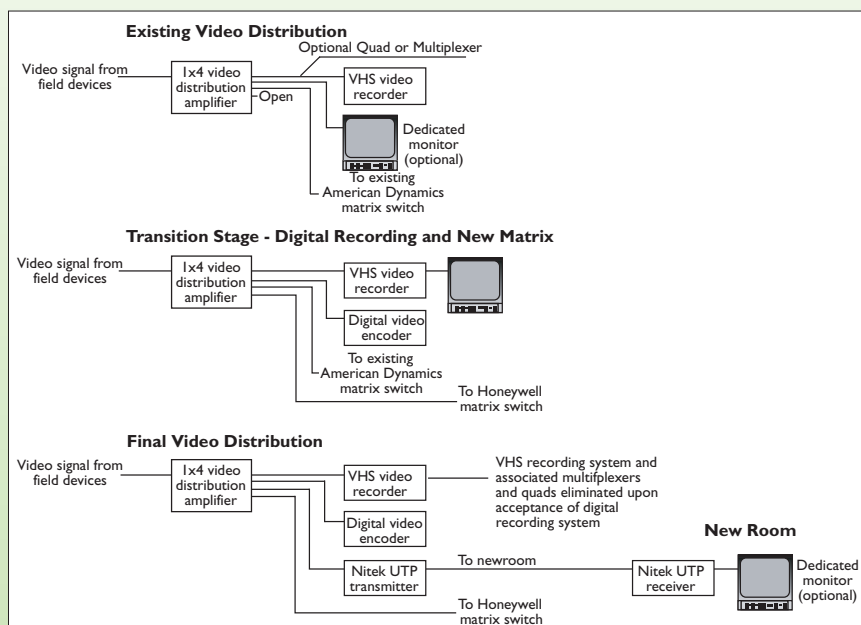 Existing Video Distribution
Optional Quad or Multiplexer
Video signal from
field devices
1x4 video
distribution
amplifier
Open
VHS video
recorder
Dedicated
monitor
(optional)
To existing
American Dynamics
matrix switch
Transition Stage - Digital Recording and New Matrix
Video signal from
field devices
1x4 video
distribution
amplifier
VHS video
recorder
Digital video
encoder
To existing
American Dynamics
matrix switch
To Honeywell
matrix switch
Final Video Distribution
Video signal from
field devices
1x4 video
distribution
amplifier
VHS video
recorder
VHS recording system and
associated multifplexers
and quads eliminated upon
acceptance of digital
recording system
Digital video
encoder
New Room
Nitek UTP
transmitter
To newroom
Nitek UTP
receiver
Dedicated
monitor
(optional)
To Honeywell
matrix switch